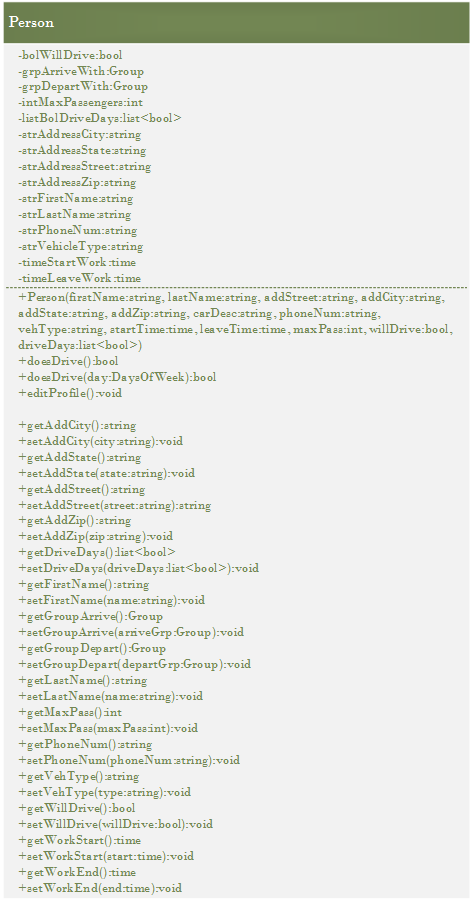 Person
-bolWillDrive:bool
-grpArriveWith:Group
-grpDepartWith:Group
-intMaxPassengers:int
-listBolDriveDays:list<bool>
-strAddressCity:string
-strAddressState:string
-strAddressStreet:string
-strAddressZip:string
-strFirstName:string
-strLastName:string
-strPhoneNum:string
-strVehicleType:string
-timeStartWork:time
-timeLeaveWork:time
+Person(firstName:string, lastName:string, addStreet:string, addCity:string,
addState:string, addZip:string, carDesc:string, phoneNum:string,
vehType:string, startTime:time, leaveTime:time, maxPass:int, willDrive:bool,
driveDays:list<bool>)
+doesDrive():bool
+doesDrive(day:DaysOfWeek):bool
+editProfile():void
+getAddCity():string
+setAddCity(city:string):void
+getAddState():string
+setAddState(state:string):void
+getAddStreet():string
+setAddStreet(street:string):string
+getAddZip():string
+setAddZip(zip:string):void
+getDriveDays():list<bool>
+setDriveDays(driveDays:list<bool>):void
+getFirstName():string
+setFirstName(name:string):void
+getGroupArrive():Group
+setGroupArrive(arriveGrp:Group):void
+getGroupDepart():Group
+setGroupDepart(departGrp:Group):void
+getLastName():string
+setLastName(name:string):void
+getMaxPass():int
+setMaxPass(maxPass:int):void
+getPhoneNum():string
+setPhoneNum(phoneNum:string):void
+getVehType():string
+setVehType(type:string):void
+getWillDrive():bool
+setWillDrive(willDrive:bool):void
+getWorkStart():time
+setWorkStart(start:time):void
+getWorkEnd():time
+setWorkEnd(end:time):void